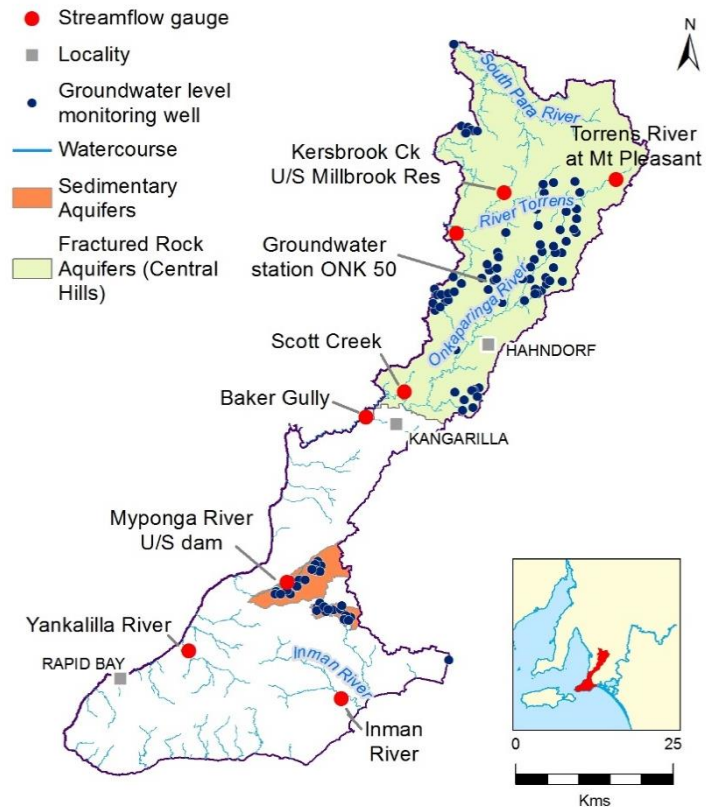 Streamflow gauge
Locality
Groundwater level
monitoring well
Watercourse
Sedimentary
Aquifers
Fractured Rock
Aquifers (Central
Hills)
N
South Para River
Torrens River
at Mt Pleasant
Kersbrook Ck
U/S Millbrook Res
River Torrens
Groundwater
station ONK 50
Onkaparinga River
Scott Creek
HAHNDORF
Baker Gully
KANGARILLA
Myponga River
U/S dam
Yankalilla River
RAPID BAY
Inman River
Inman
River
0 25
Kms